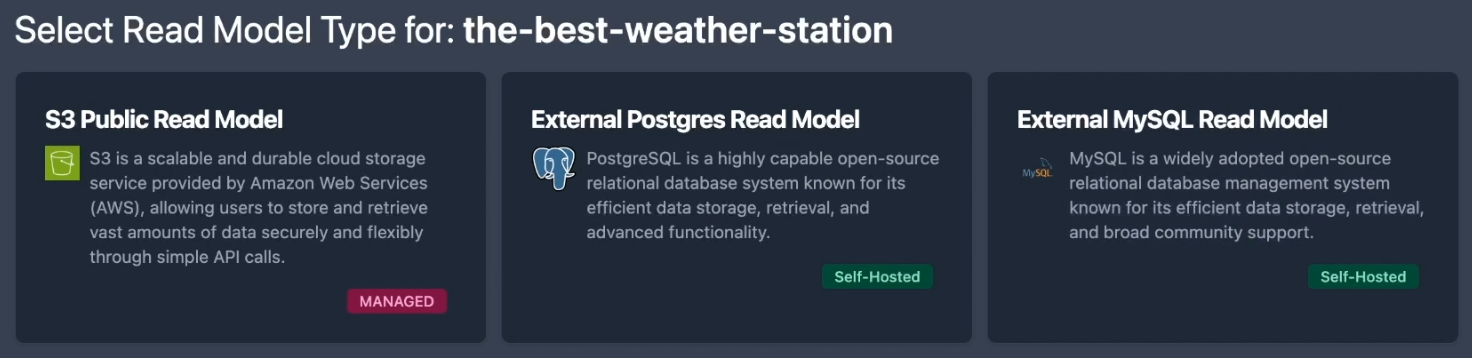 Select Read Model Type for: the-best-weather-station
S3 Public Read Model
S3 is a scalable and durable cloud storage
service provided by Amazon Web Services
(AWS), allowing users to store and retrieve
vast amounts of data securely and flexibly
through simple API calls.
MANAGED
External Postgres Read Model
PostgreSQL is a highly capable open-source
relational database system known for its
efficient data storage, retrieval, and
advanced functionality.
Self-Hosted
External MySQL Read Model
MySQL
MySQL is a widely adopted open-source
relational database management system
known for its efficient data storage, retrieval,
and broad community support.
Self-Hosted